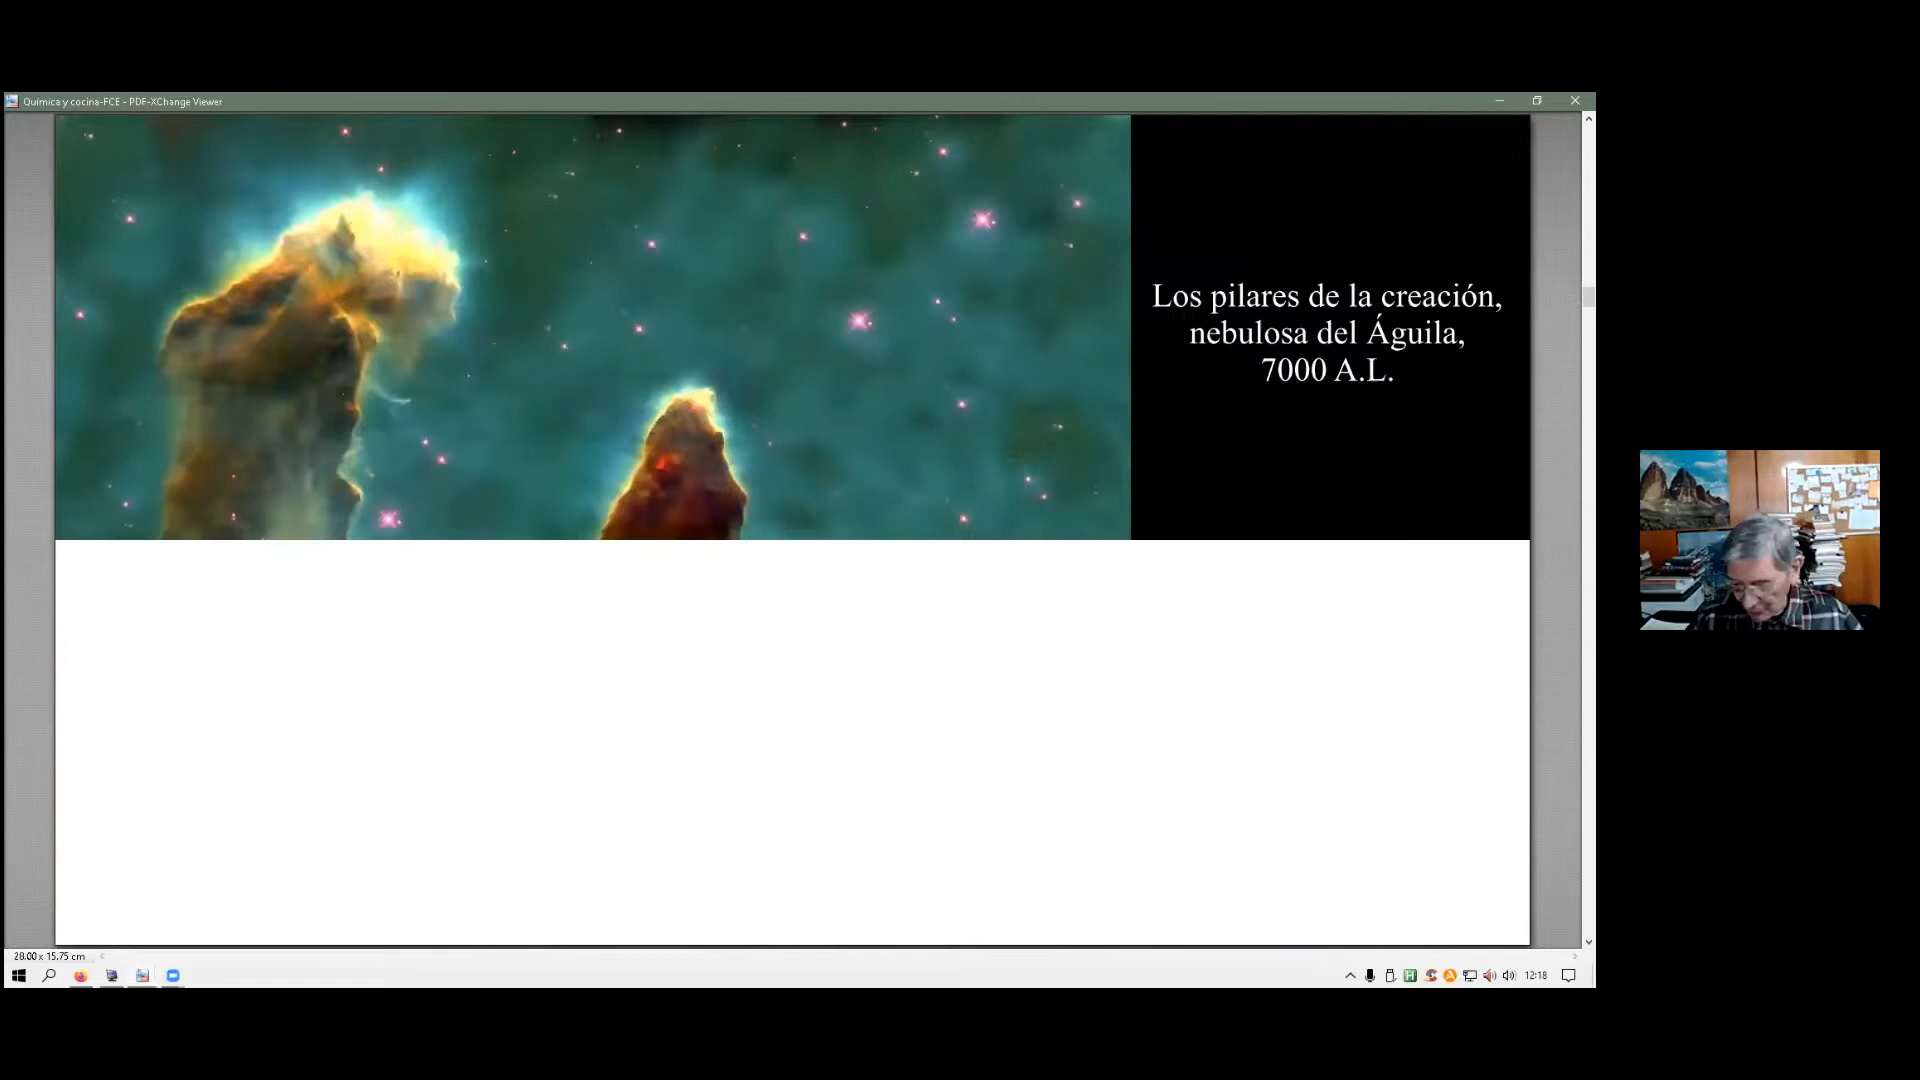 Química y cocina-FCE - PDF-XChange Viewer
Los pilares de la creación,
nebulosa del Águila,
7000 A.L.
28.00 x 15.75 cm
12:18